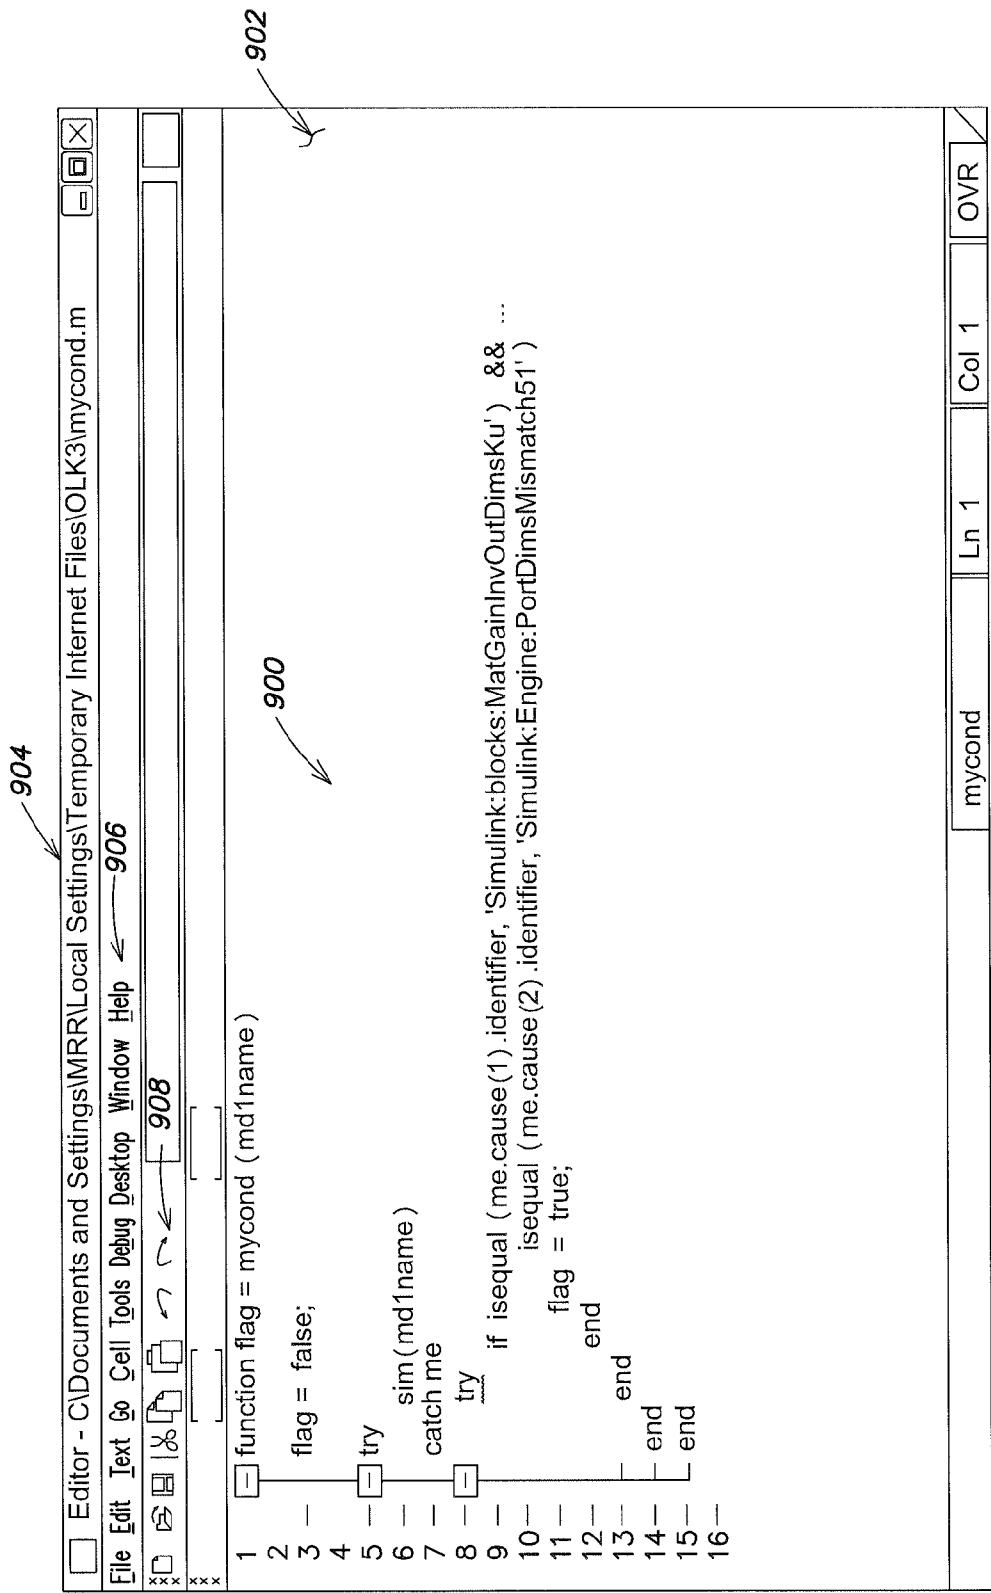 904
Editor - C\Documents and Settings\MRR\Local Settings\Temporary Internet Files\OLK3\mycond.m
File Edit Text Go Cell Tools Debug Desktop Window Help
906
908
902
900
1 function flag = mycond (md1name)
2
3 — flag = false;
4
5 — try
6 — sim (md1name)
7 — catch me
8 — try
9 — if isequal (me.cause(1).identifier, 'Simulink:blocks:MatGainInvOutDimsKu') && ...
10 — isequal (me.cause(2).identifier, 'Simulink:Engine:PortDimsMismatch51' )
11 — flag = true;
12 — end
13 — end
14 — end
15 — end
16 —
mycond Ln 1 Col 1 OVR